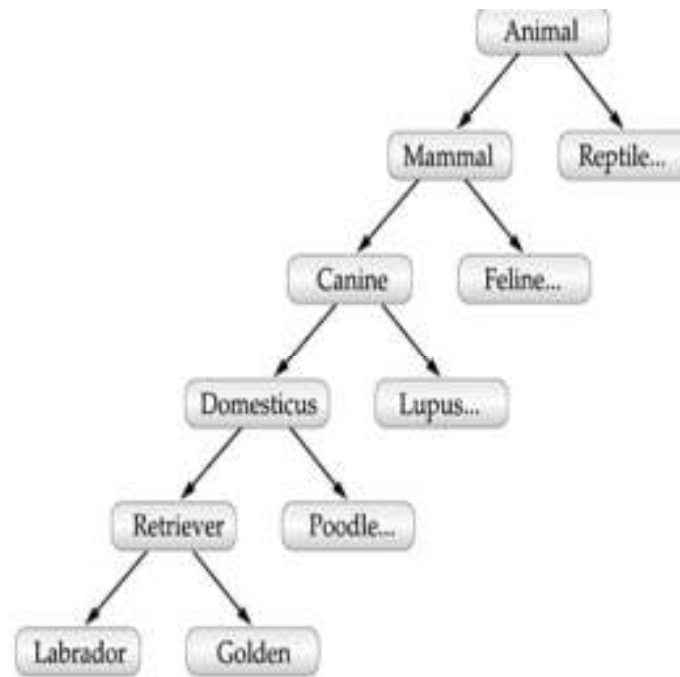 Animal
Mammal
Reptile...
Canine
Feline...
Domesticus
Lupus...
Retriever
Poodle...
Labrador
Golden